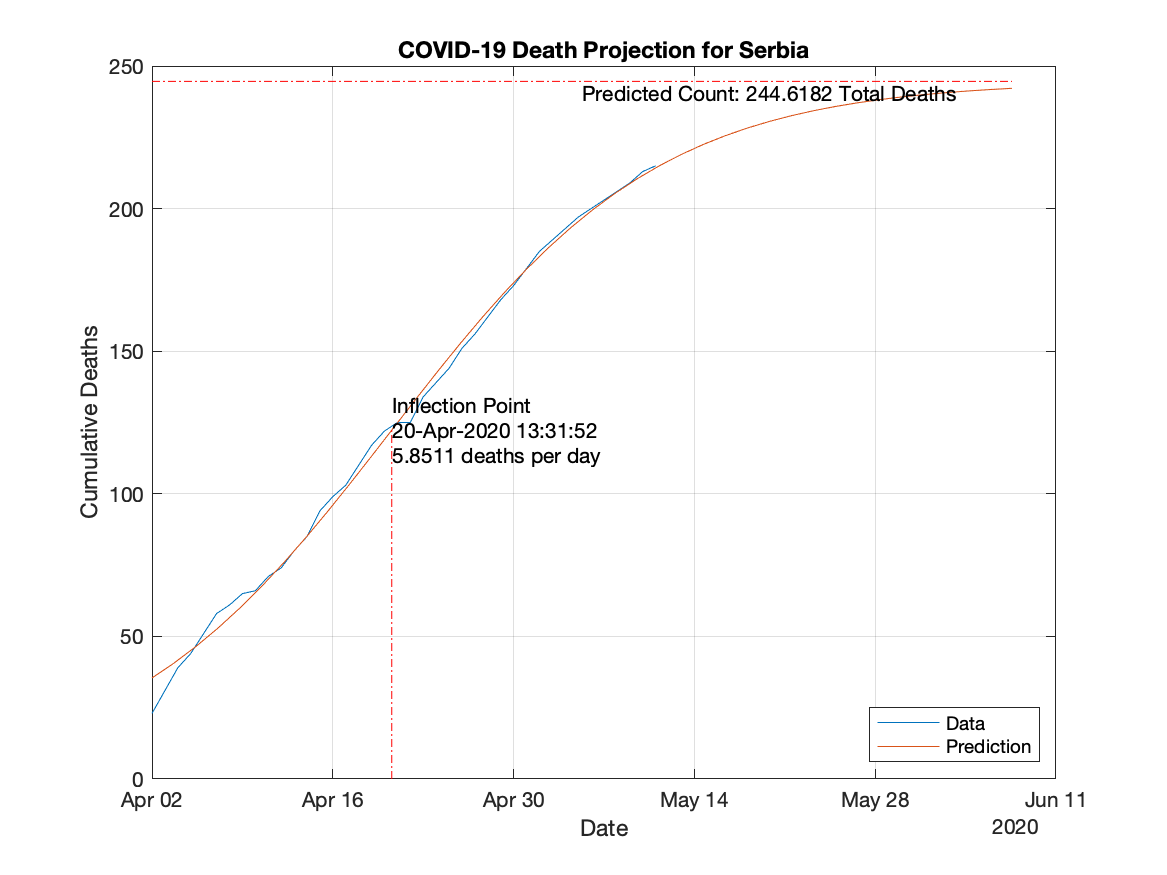 COVID-19 Death Projection for Serbia
250
Predicted Count: 244.6182 Total Deaths
200
150
Inflection Point
20-Apr-2020 13:31:52
5.8511 deaths per day
100
50
0
Cumulative Deaths
Data
Prediction
Apr 02 Apr 16 Apr 30 May 14 May 28 Jun 11
Date
2020